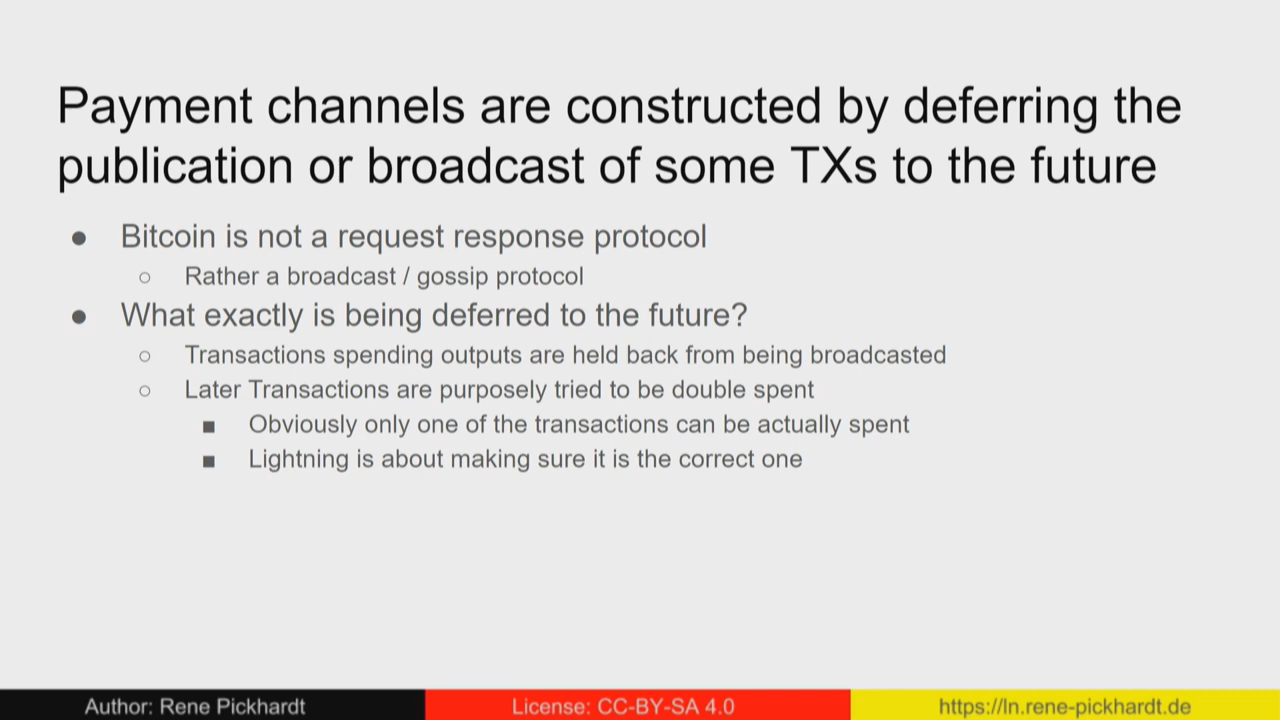 Payment channels are constructed by deferring the
publication or broadcast of some TXs to the future
● Bitcoin is not a request response protocol
○ Rather a broadcast / gossip protocol
● What exactly is being deferred to the future?
○ Transactions spending outputs are held back from being broadcasted
○ Later Transactions are purposely tried to be double spent
■ Obviously only one of the transactions can be actually spent
■ Lightning is about making sure it is the correct one
Author: Rene Pickhardt
License: CC-BY-SA 4.0
https://ln.rene-pickhardt.de